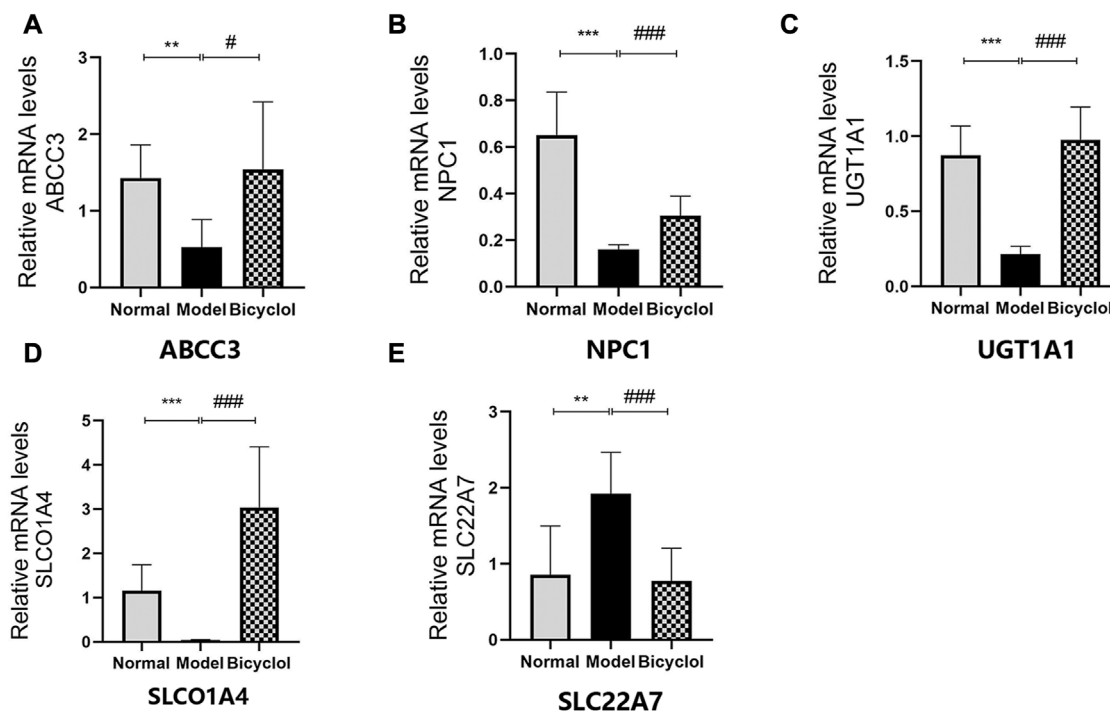 A
** #
Relative mRNA levels
ABCC3
3
2
1
0
Normal Model Bicyclol
ABCC3
B
*** ###
Relative mRNA levels
NPC1
1.0
0.8
0.6
0.4
0.2
0.0
Normal Model Bicyclol
NPC1
C
*** ###
Relative mRNA levels
UGT1A1
1.5
1.0
0.5
0.0
Normal Model Bicyclol
UGT1A1
D
*** ###
Relative mRNA levels
SLCO1A4
5
4
3
2
1
0
Normal Model Bicyclol
SLCO1A4
E
** ###
Relative mRNA levels
SLC22A7
3
2
1
0
Normal Model Bicyclol
SLC22A7